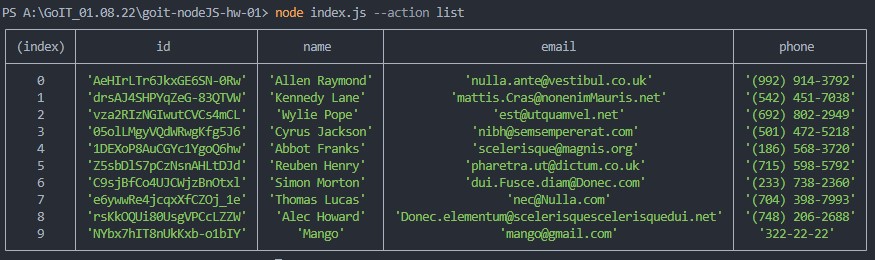 PS A:\GoIT_01.08.22\goit-nodeJS-hw-01> node index.js --action list
(index) id name email phone
0 'AeHIrLTr6JkxGE6SN-0Rw' 'Allen Raymond' 'nulla.ante@vestibul.co.uk' '(992) 914-3792'
1 'drsAJ4SHPYqZeG-83QTVW' 'Kennedy Lane' 'mattis.Cras@nonenimMauris.net' '(542) 451-7038'
2 'vza2RIzNGIwutCVCs4mCL' 'Wylie Pope' 'est@utquamvel.net' '(692) 802-2949'
3 '05olLMgyVQdWRwgKfg5J6' 'Cyrus Jackson' 'nibh@semsempererat.com' '(501) 472-5218'
4 '1DEXoP8AuCGYc1YgoQ6hw' 'Abbot Franks' 'scelerisque@magnis.org' '(186) 568-3720'
5 'Z5sbDlS7pCzNsnAHLtDJd' 'Reuben Henry' 'pharetra.ut@dictum.co.uk' '(715) 598-5792'
6 'C9sjBfCo4UJCWjzBnOtxl' 'Simon Morton' 'dui.Fusce.diam@Donec.com' '(233) 738-2360'
7 'e6ywwRe4jcqxXfCZOj_1e' 'Thomas Lucas' 'nec@Nulla.com' '(704) 398-7993'
8 'rsKkOQUi80UsgVPCcLZZW' 'Alec Howard' 'Donec.elementum@scelerisquescelerisquedui.net' '(748) 206-2688'
9 'NYbx7hIT8nUkKxb-o1bIY' 'Mango' 'mango@gmail.com' '322-22-22'